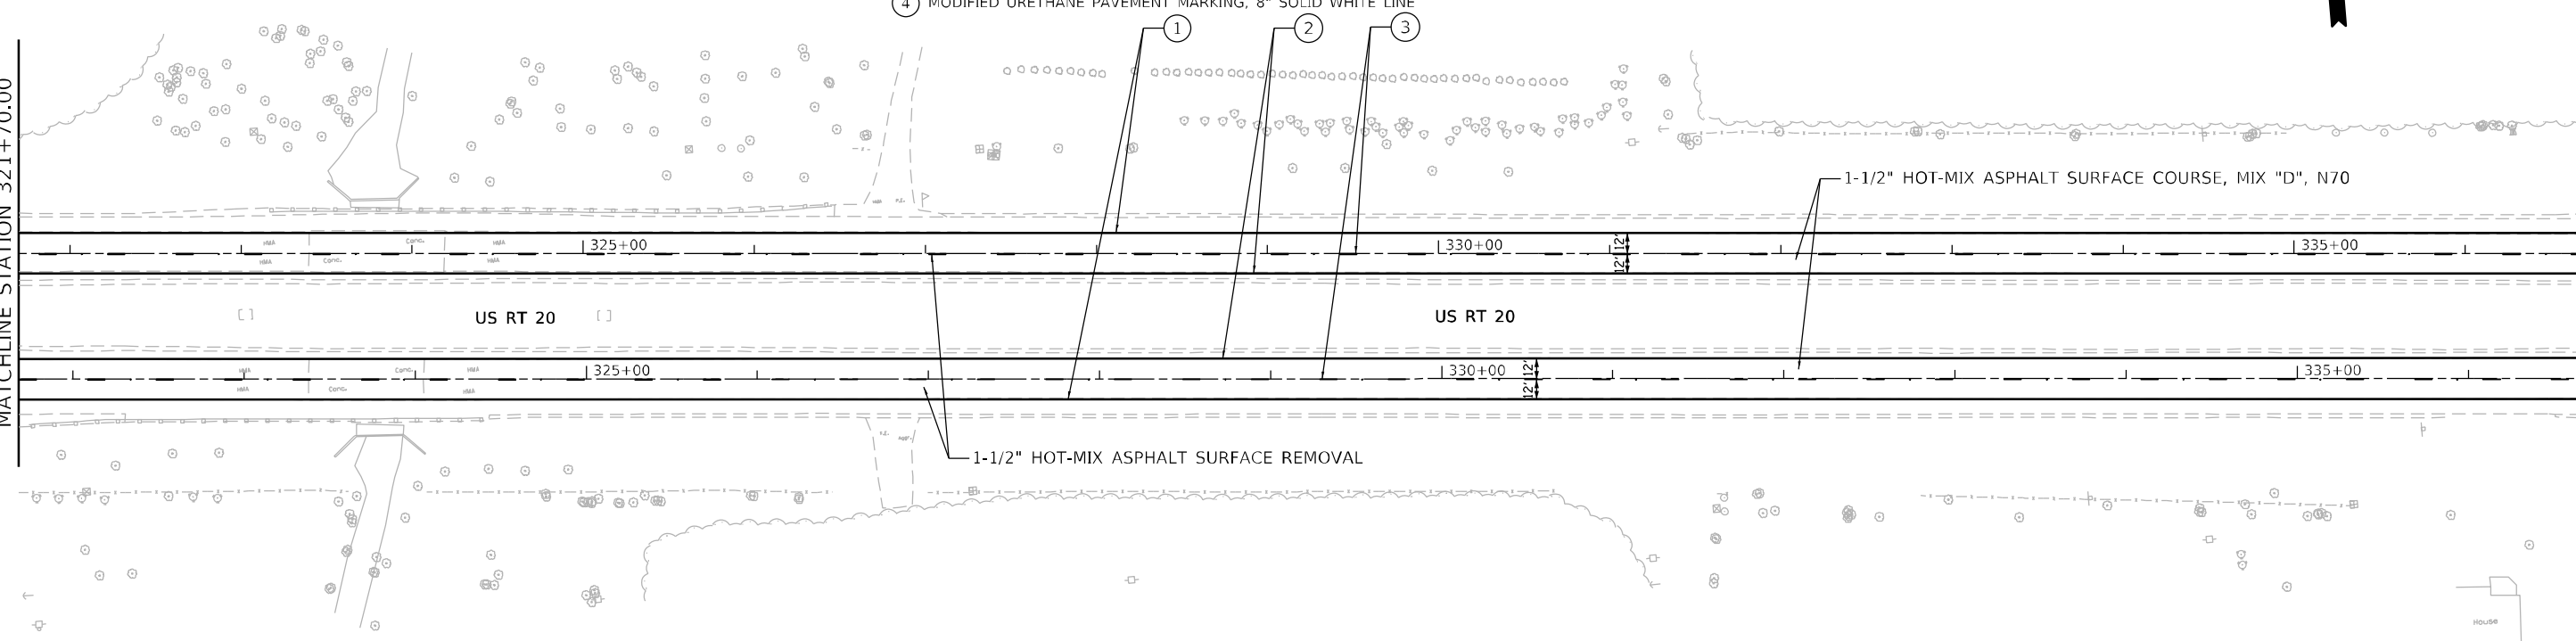 4 MODIFIED URETHANE PAVEMENT MARKING, 8" SOLID WHITE LINE
1 2 3
MATCHLINE STATION 321+70.00
1-1/2" HOT-MIX ASPHALT SURFACE COURSE, MIX "D", N70
HMA Conc. HMA 325+00 330+00 12' 335+00
HMA Conc. HMA 12'
US RT 20 US RT 20
HMA Conc. HMA 325+00 330+00 12' 335+00
HMA Conc. HMA 12'
1-1/2" HOT-MIX ASPHALT SURFACE REMOVAL
House